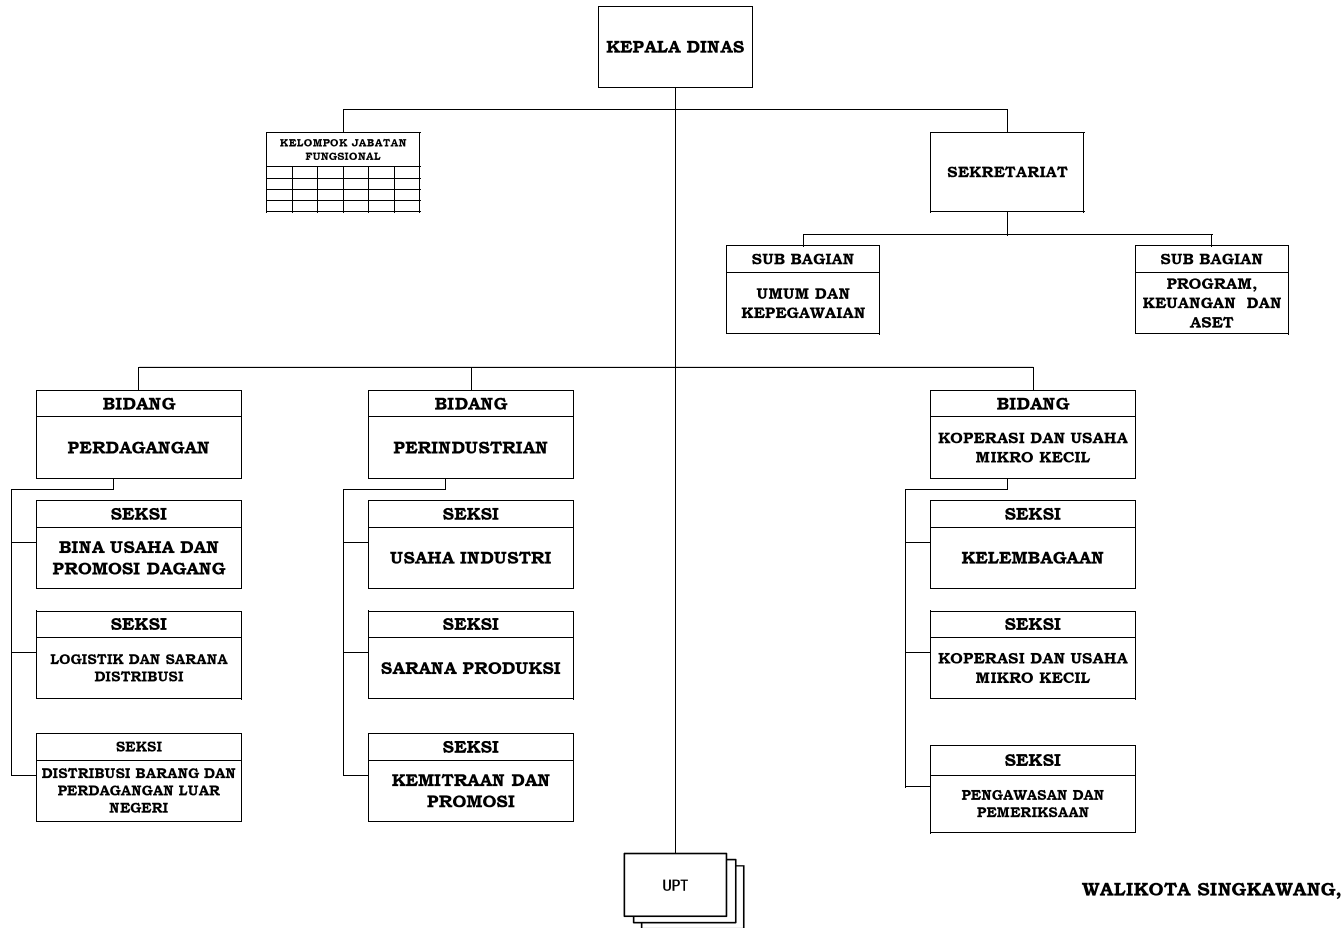 KEPALA DINAS
KELOMPOK JABATAN
FUNGSIONAL
SEKRETARIAT
SUB BAGIAN
UMUM DAN
KEPEGAWAIAN
SUB BAGIAN
PROGRAM,
KEUANGAN DAN
ASET
BIDANG
PERDAGANGAN
BIDANG
PERINDUSTRIAN
BIDANG
KOPERASI DAN USAHA
MIKRO KECIL
SEKSI
BINA USAHA DAN
PROMOSI DAGANG
SEKSI
USAHA INDUSTRI
SEKSI
KELEMBAGAAN
SEKSI
LOGISTIK DAN SARANA
DISTRIBUSI
SEKSI
SARANA PRODUKSI
SEKSI
KOPERASI DAN USAHA
MIKRO KECIL
SEKSI
DISTRIBUSI BARANG DAN
PERDAGANGAN LUAR
NEGERI
SEKSI
KEMITRAAN DAN
PROMOSI
SEKSI
PENGAWASAN DAN
PEMERIKSAAN
UPT
WALIKOTA SINGKAWANG,